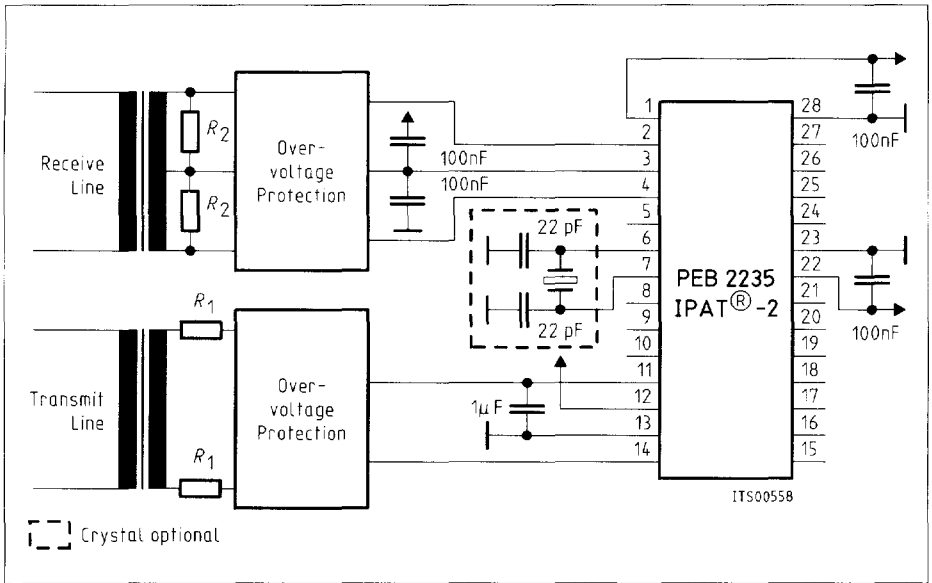 Receive
Line
R2
R2
Over-
voltage
Protection
100nF
100nF
Transmit
Line
R1
R1
Over-
voltage
Protection
22 pF
22 pF
1µF
1
2
3
4
5
6
7
8
9
10
11
12
13
14
PEB 2235
IPAT®-2
28
27
26
25
24
23
22
21
20
19
18
17
16
15
100nF
100nF
ITS00558
Crystal optional